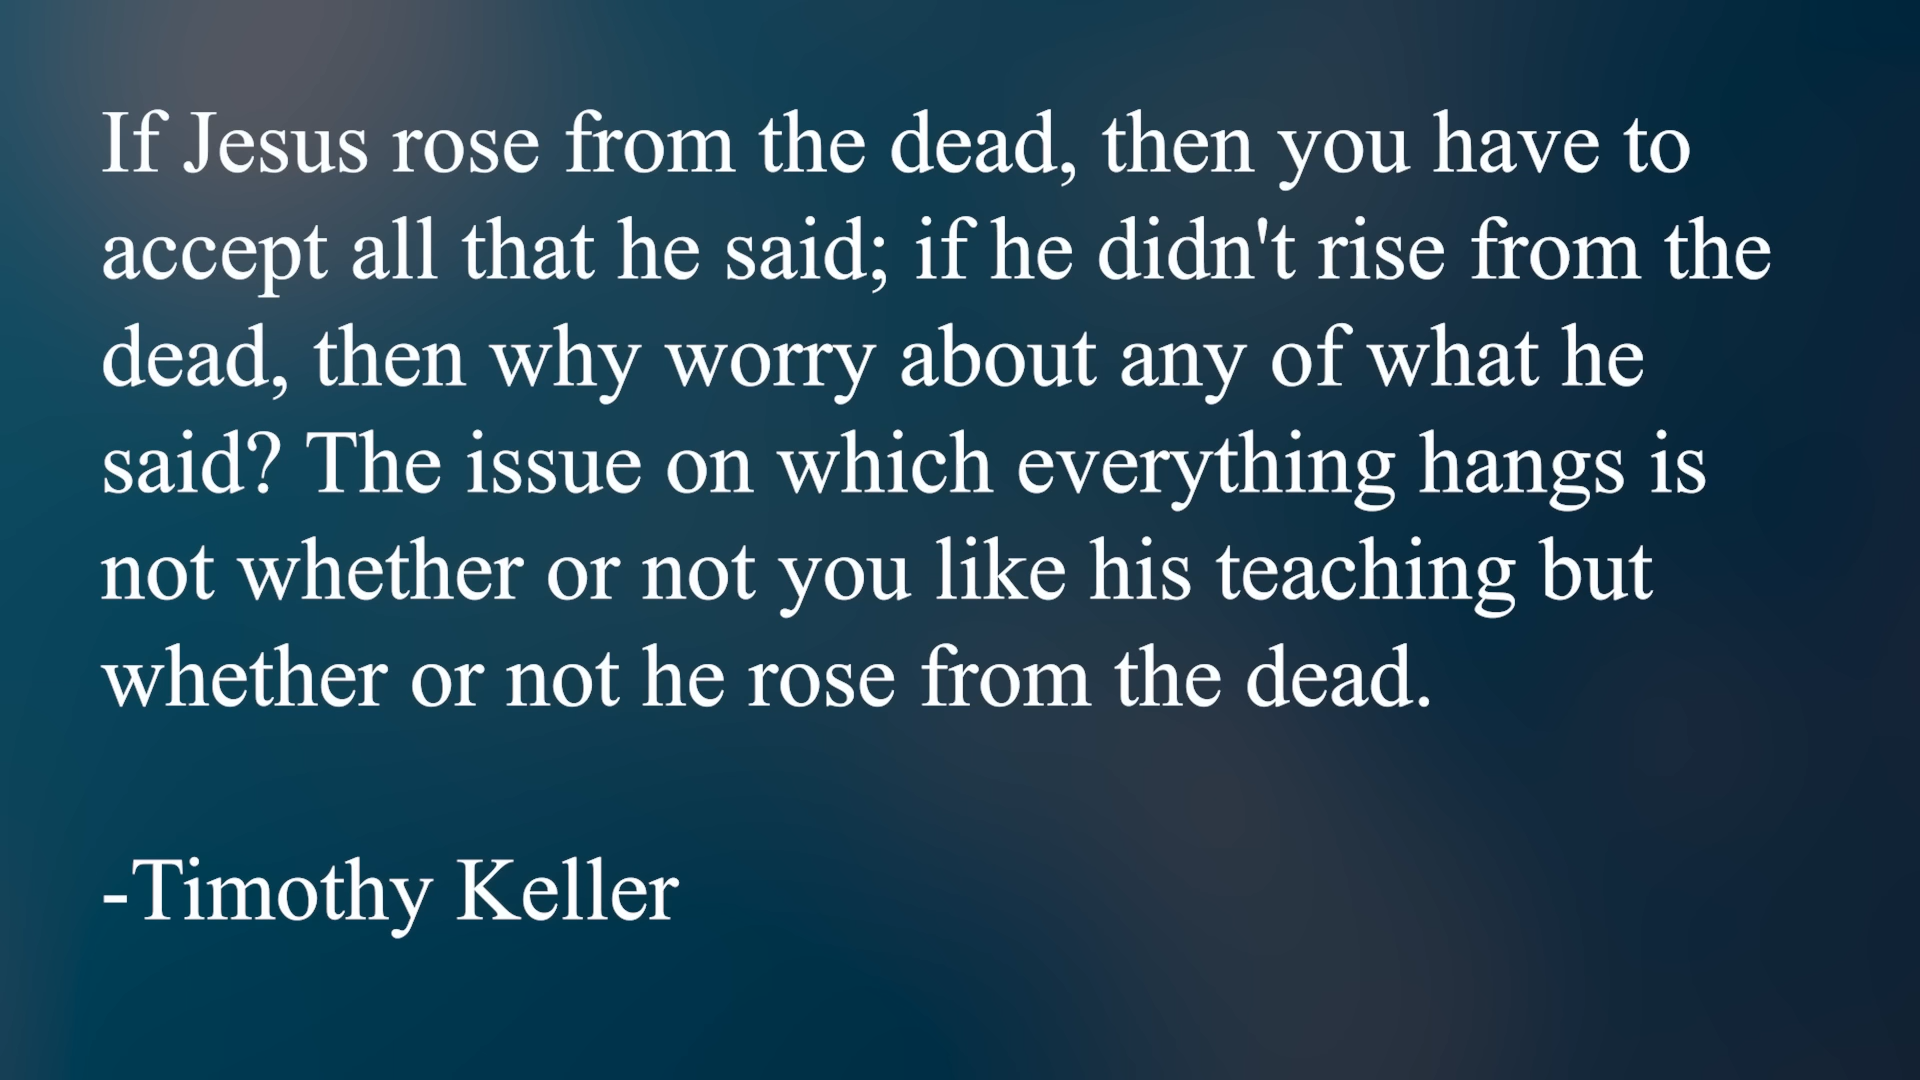 If Jesus rose from the dead, then you have to
accept all that he said; if he didn't rise from the
dead, then why worry about any of what he
said? The issue on which everything hangs is
not whether or not you like his teaching but
whether or not he rose from the dead.
-Timothy Keller